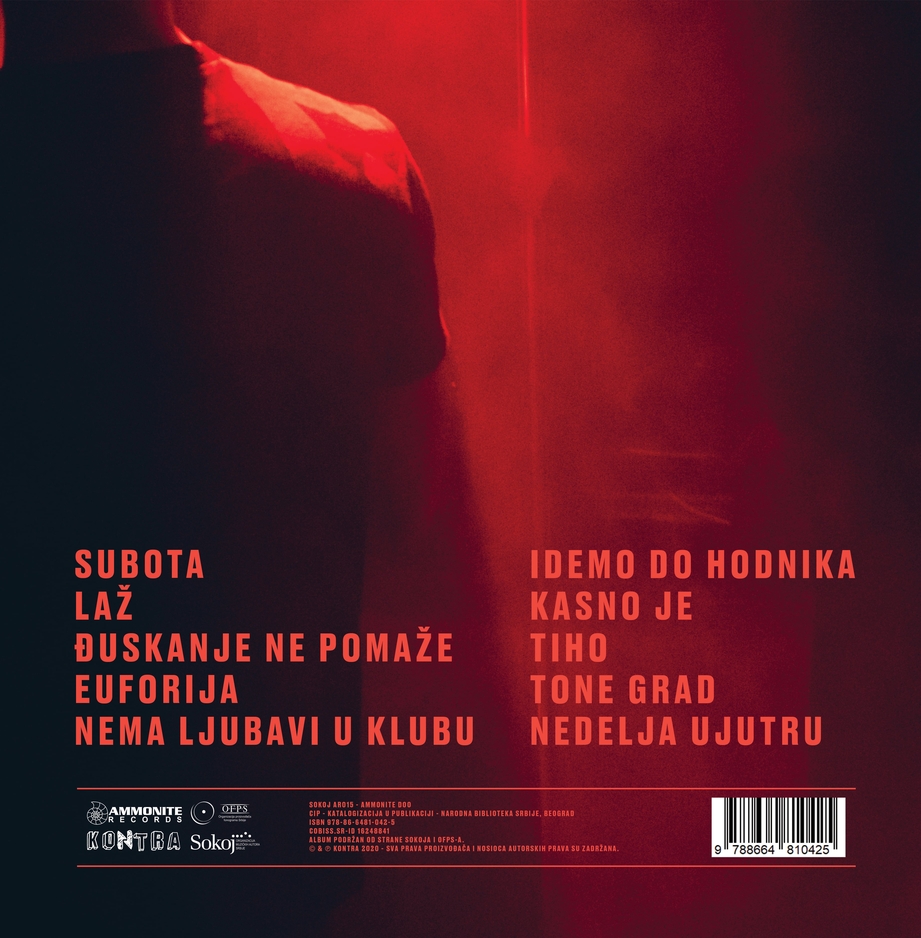 SUBOTA
LAŽ
ĐUSKANJE NE POMAŽE
EUFORIJA
NEMA LJUBAVI U KLUBU
IDEMO DO HODNIKA
KASNO JE
TIHO
TONE GRAD
NEDELJA UJUTRU
AMMONITE
RECORDS
OFPS
KONTRA
Sokoj
SOKOJ AR015 - AMMONITE DOO
CIP - KATALOGIZACIJA U PUBLIKACIJI - NARODNA BIBLIOTEKA SRBIJE, BEOGRAD
ISBN 978-86-6481-042-5
COBISS.SR-ID 16248841
ALBUM PODRŽAN OD STRANE SOKOJA I OFPS-A.
© & ℗ KONTRA 2020 - SVA PRAVA PROIZVOĐAČA I NOSIOCA AUTORSKIH PRAVA SU ZADRŽANA.
9 788664 810425